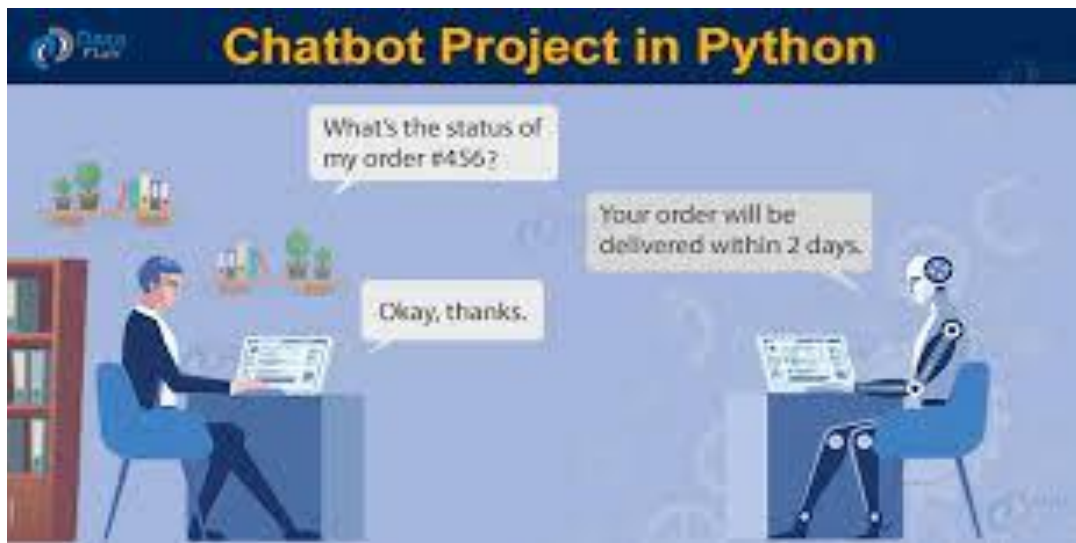 Chatbot Project in Python
What's the status of
my order #456?
Your order will be
delivered within 2 days.
Okay, thanks.